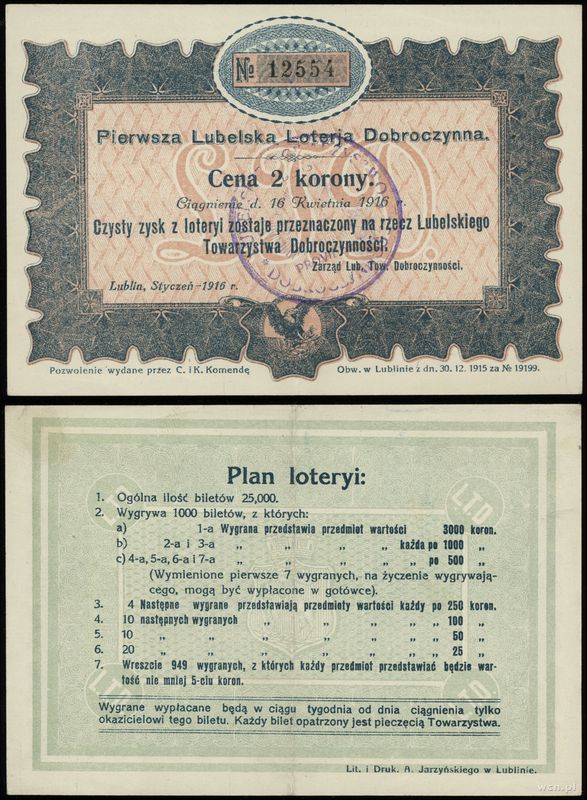 № 12554
Pierwsza Lubelska Loterja Dobroczynna.
Cena 2 korony.
Ciągnienie d. 16 Kwietnia 1916 r.
Czysty zysk z loteryi zostaje przeznaczony na rzecz Lubelskiego
Towarzystwa Dobroczynności.
Zarząd Lub. Tow. Dobroczynności.
Lublin, Styczeń-1916 r.
Pozwolenie wydane przez C. i K. Komendę Obw. w Lublinie z dn. 30. 12. 1915 za № 19199.
Plan loteryi:
1. Ogólna ilość biletów 25,000.
2. Wygrywa 1000 biletów, z których:
a) 1-a Wygrana przedstawia przedmiot wartości 3000 koron.
b) 2-a i 3-a „ „ „ „ każda po 1000 „
c) 4-a, 5-a, 6-a i 7-a „ „ „ „ po 500 „
(Wymienione pierwsze 7 wygranych, na życzenie wygrywają-
cego, mogą być wypłacone w gotówce).
3. 4 Następne wygrane przedstawiają przedmioty wartości każdy po 250 koron.
4. 10 następnych wygranych „ „ „ „ „ 100 „
5. 10 „ „ „ „ „ „ „ 50 „
6. 20 „ „ „ „ „ „ „ 25 „
7. Wreszcie 949 wygranych, z których każdy przedmiot przedstawiać będzie war-
tość nie mniej 5-ciu koron.
Wygrane wypłacane będą w ciągu tygodnia od dnia ciągnienia tylko
okazicielowi tego biletu. Każdy bilet opatrzony jest pieczęcią Towarzystwa.
LTD
LTD
LTD
Lit. i Druk. A. Jarzyńskiego w Lublinie.
wcn.pl